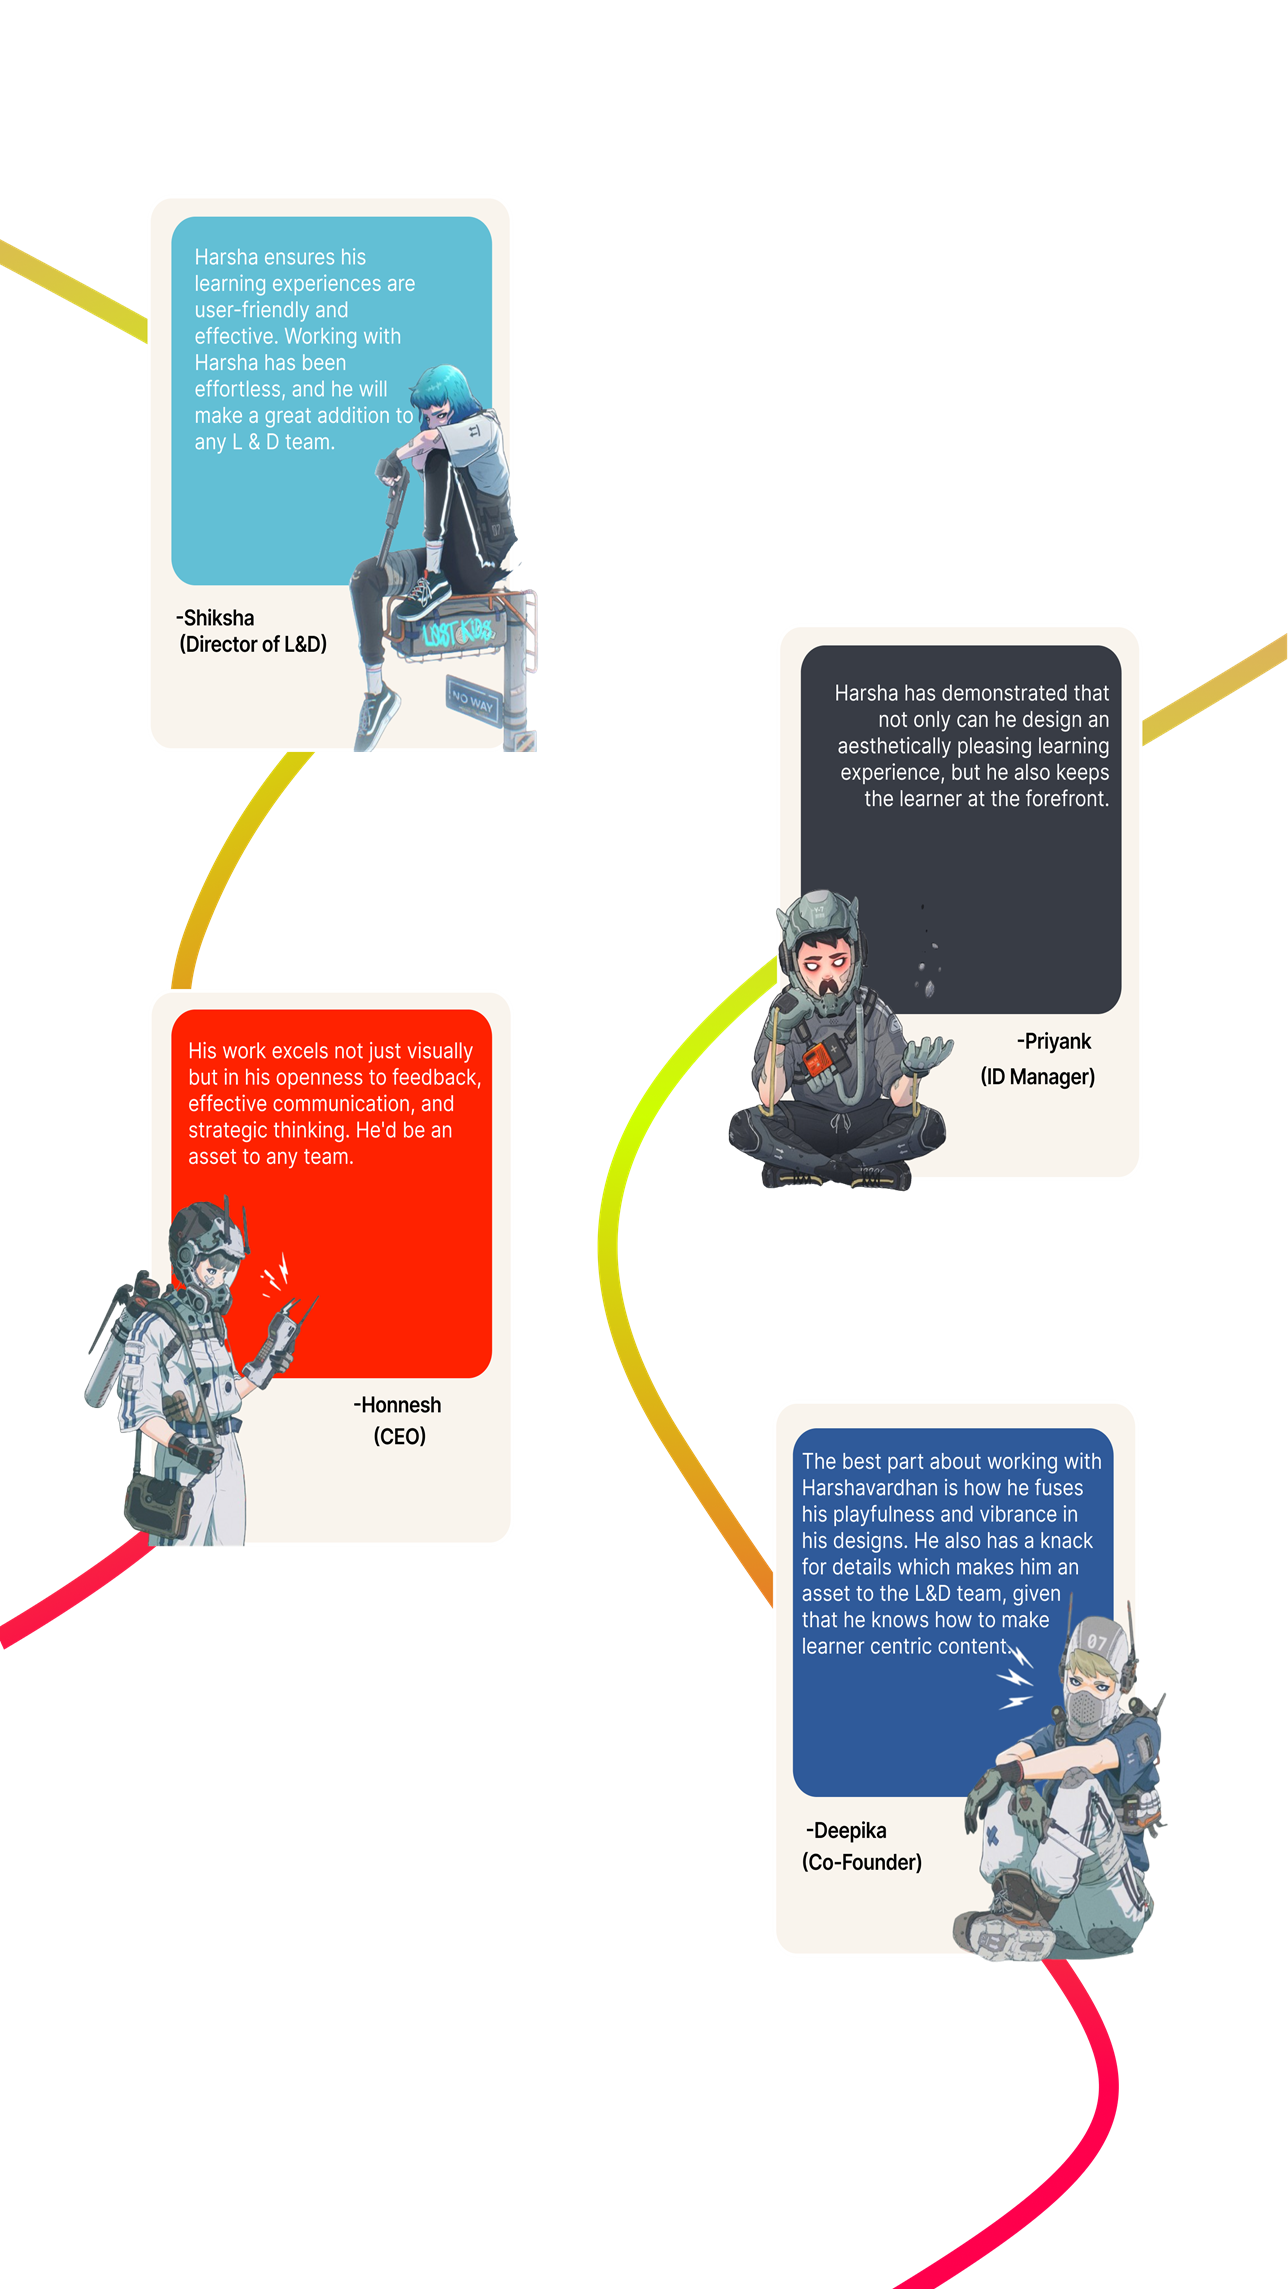 Harsha ensures his
learning experiences are
user-friendly and
effective. Working with
Harsha has been
effortless, and he will
make a great addition to
any L & D team.
LOST KIDS
NO WAY
-Shiksha
(Director of L&D)
Harsha has demonstrated that
not only can he design an
aesthetically pleasing learning
experience, but he also keeps
the learner at the forefront.
-Priyank
(ID Manager)
His work excels not just visually
but in his openness to feedback,
effective communication, and
strategic thinking. He'd be an
asset to any team.
-Honnesh
(CEO)
The best part about working with
Harshavardhan is how he fuses
his playfulness and vibrance in
his designs. He also has a knack
for details which makes him an
asset to the L&D team, given
that he knows how to make
learner centric content.
07
-Deepika
(Co-Founder)